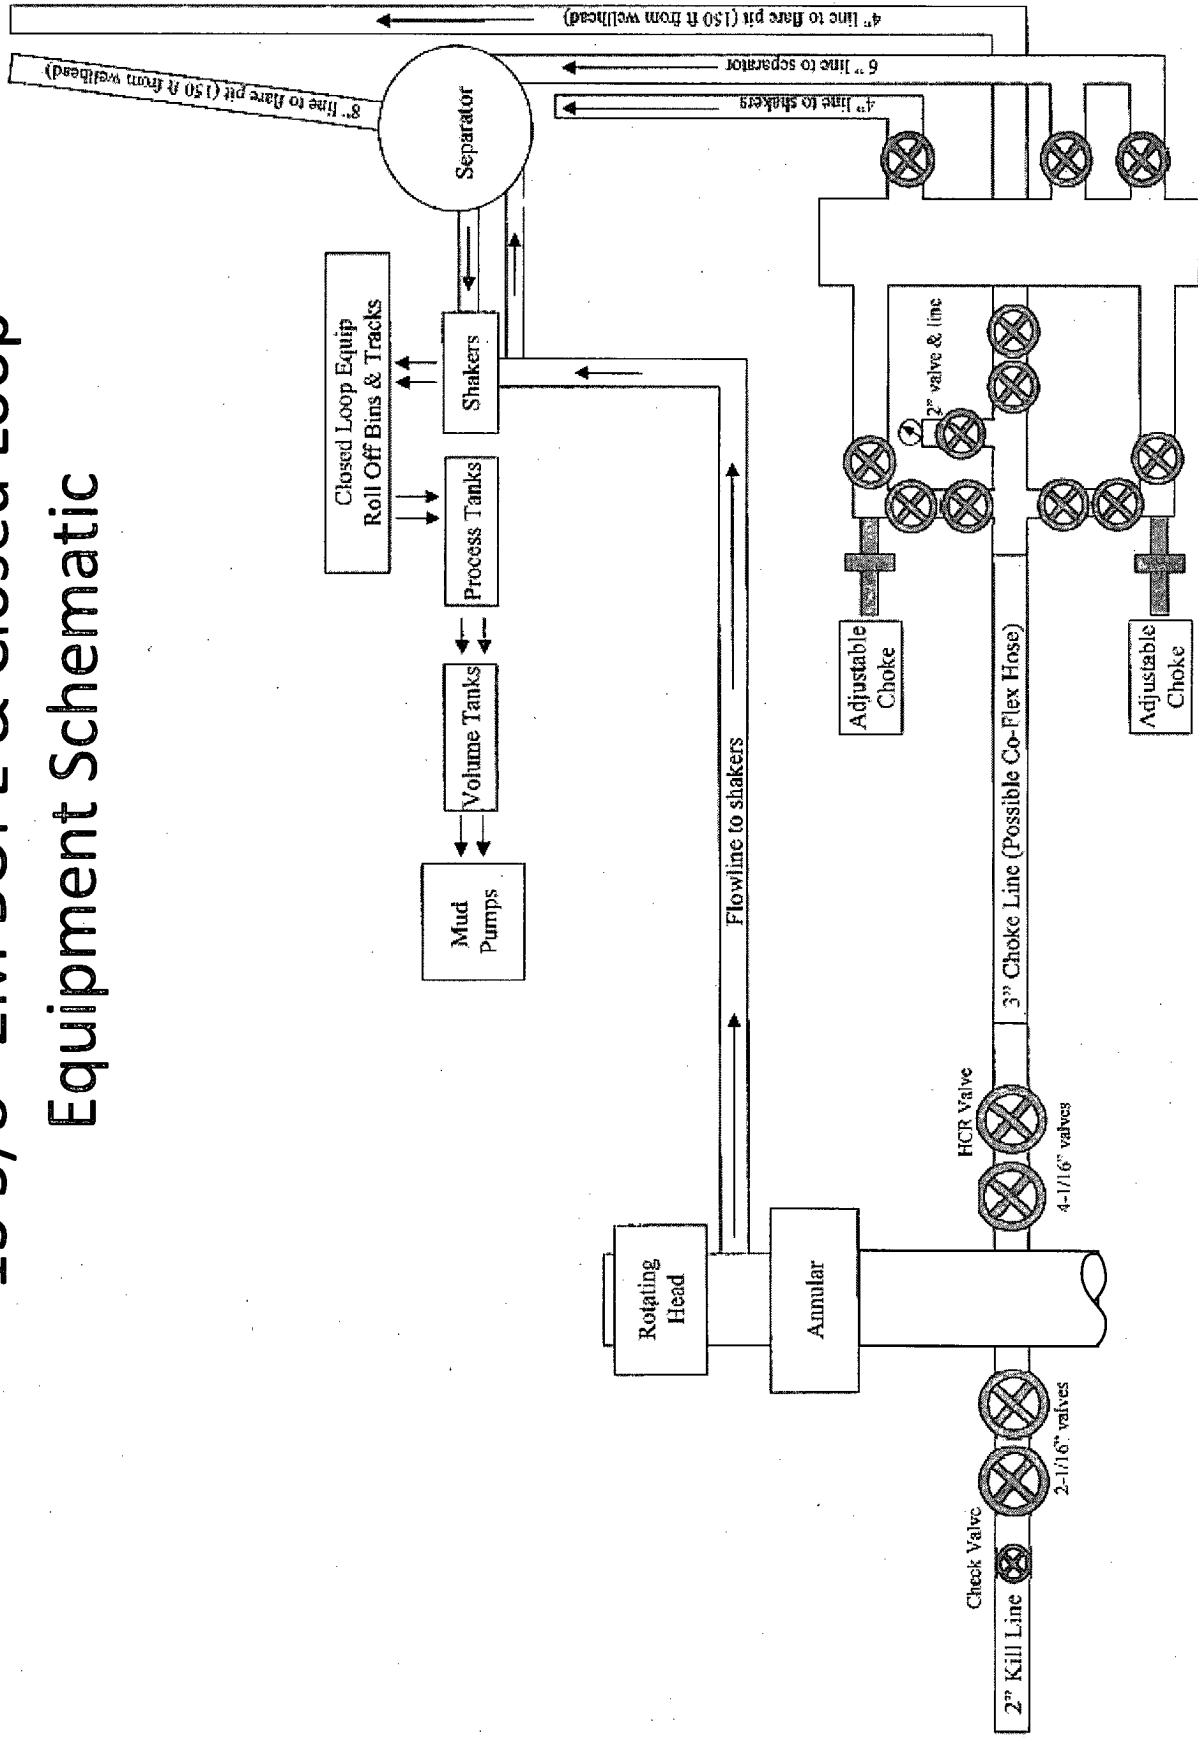 Equipment Schematic
4" line to flare pit (150 ft from wellhead)
8" line to flare pit (150 ft from wellhead)
6" line to separator
4" line to shakers
Separator
Closed Loop Equip
Roll Off Bins & Tracks
Shakers
Process Tanks
Volume Tanks
Mud
Pumps
Flowline to shakers
2" valve & line
Adjustable
Choke
Adjustable
Choke
3" Choke Line (Possible Co-Flex Hose)
HCR Valve
4-1/16" valves
Rotating
Head
Annular
2-1/16" valves
Check Valve
2" Kill Line